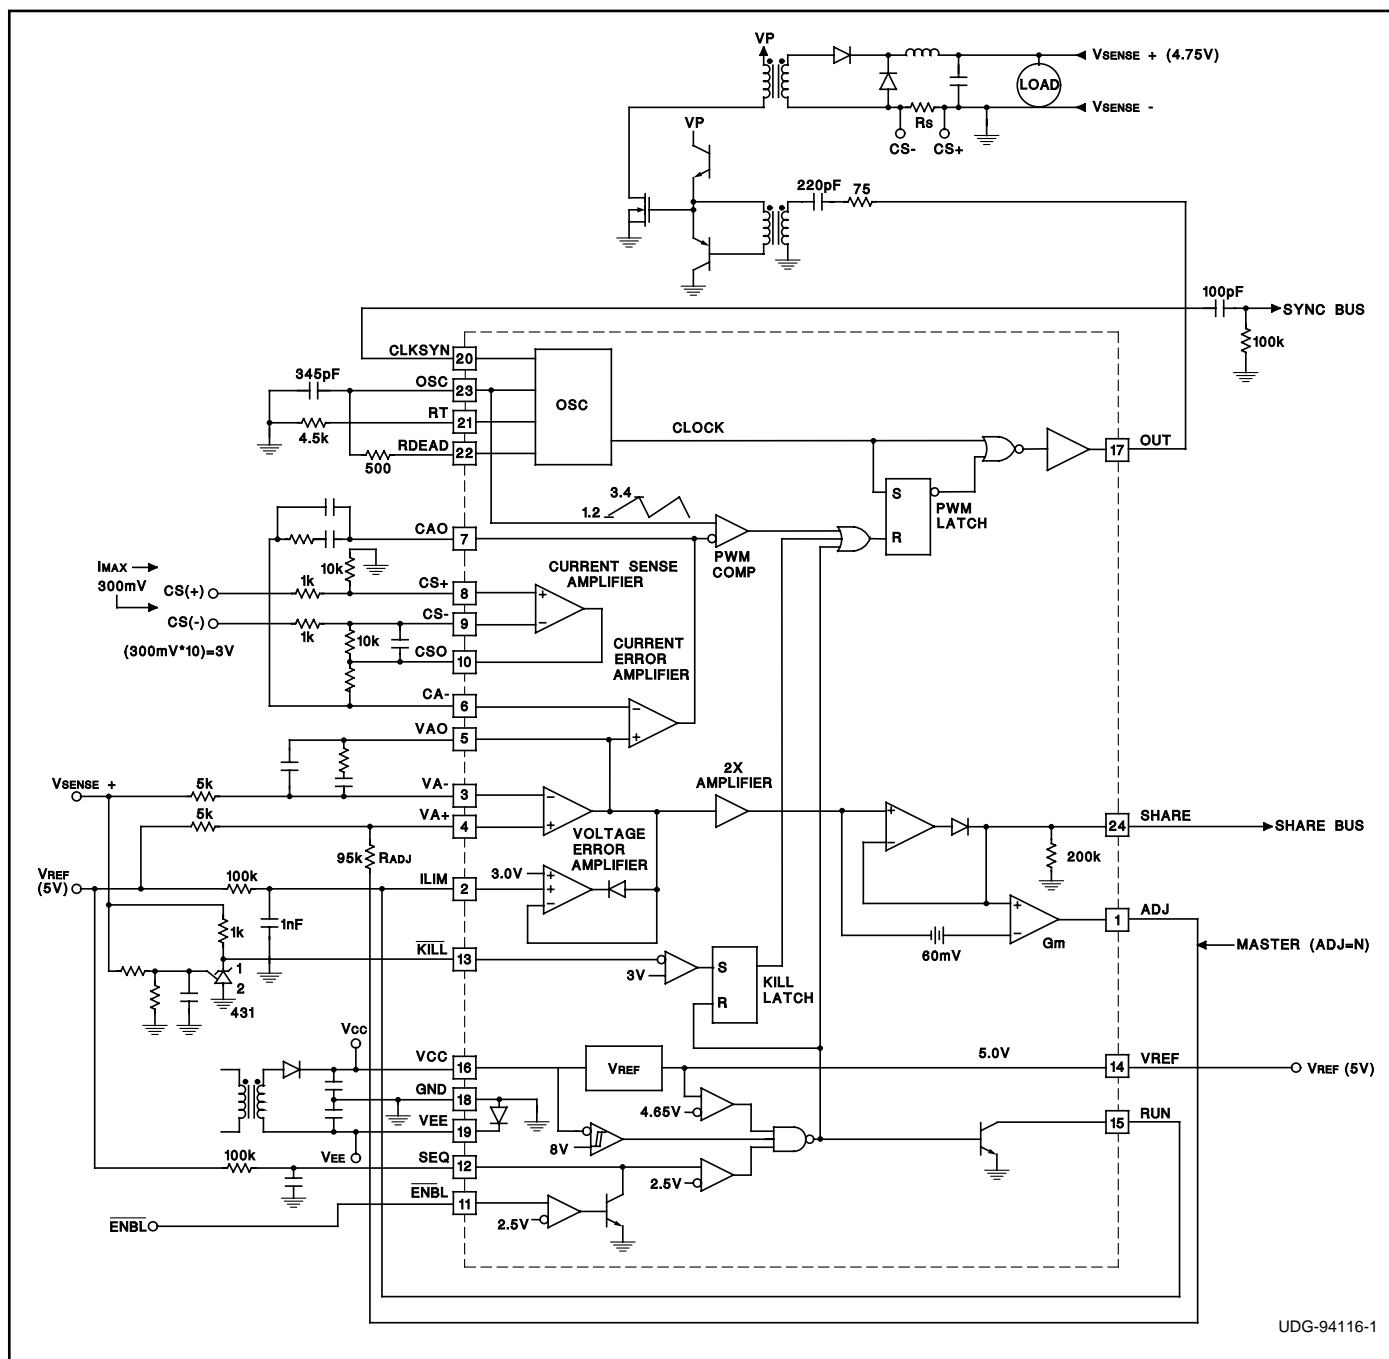 VP
VSENSE + (4.75V)
LOAD
VSENSE -
Rs
CS- CS+
VP
220pF 75
100pF
SYNC BUS
100k
CLKSYN 20
345pF
OSC 23
OSC
RT 21
4.5k
RDEAD 22
500
CLOCK
OUT
17
3.4
1.2
S
R
PWM
LATCH
CAO 7
PWM
COMP
IMAX
300mV
10k
CURRENT SENSE
AMPLIFIER
CS(+)
1k
CS+ 8
+
CS(-)
1k
CS- 9
-
(300mV*10)=3V
10k
CSO 10
CURRENT
ERROR
AMPLIFIER
CA- 6
-
VAO 5
+
2X
AMPLIFIER
VSENSE +
5k
VA- 3
-
5k
VA+ 4
+
VOLTAGE
ERROR
AMPLIFIER
+
-
24
SHARE
SHARE BUS
200k
95k RADJ
VREF
(5V)
100k
ILIM 2
3.0V
+
+
-
1nF
1k
+
-
Gm
60mV
1
ADJ
MASTER (ADJ=N)
KILL 13
3V
S
R
KILL
LATCH
1
2
431
VCC
VCC 16
VREF
5.0V
14
VREF
VREF (5V)
GND 18
4.65V
VEE 19
8V
15
RUN
VEE
100k
SEQ 12
2.5V
ENBL 11
2.5V
ENBL
UDG-94116-1